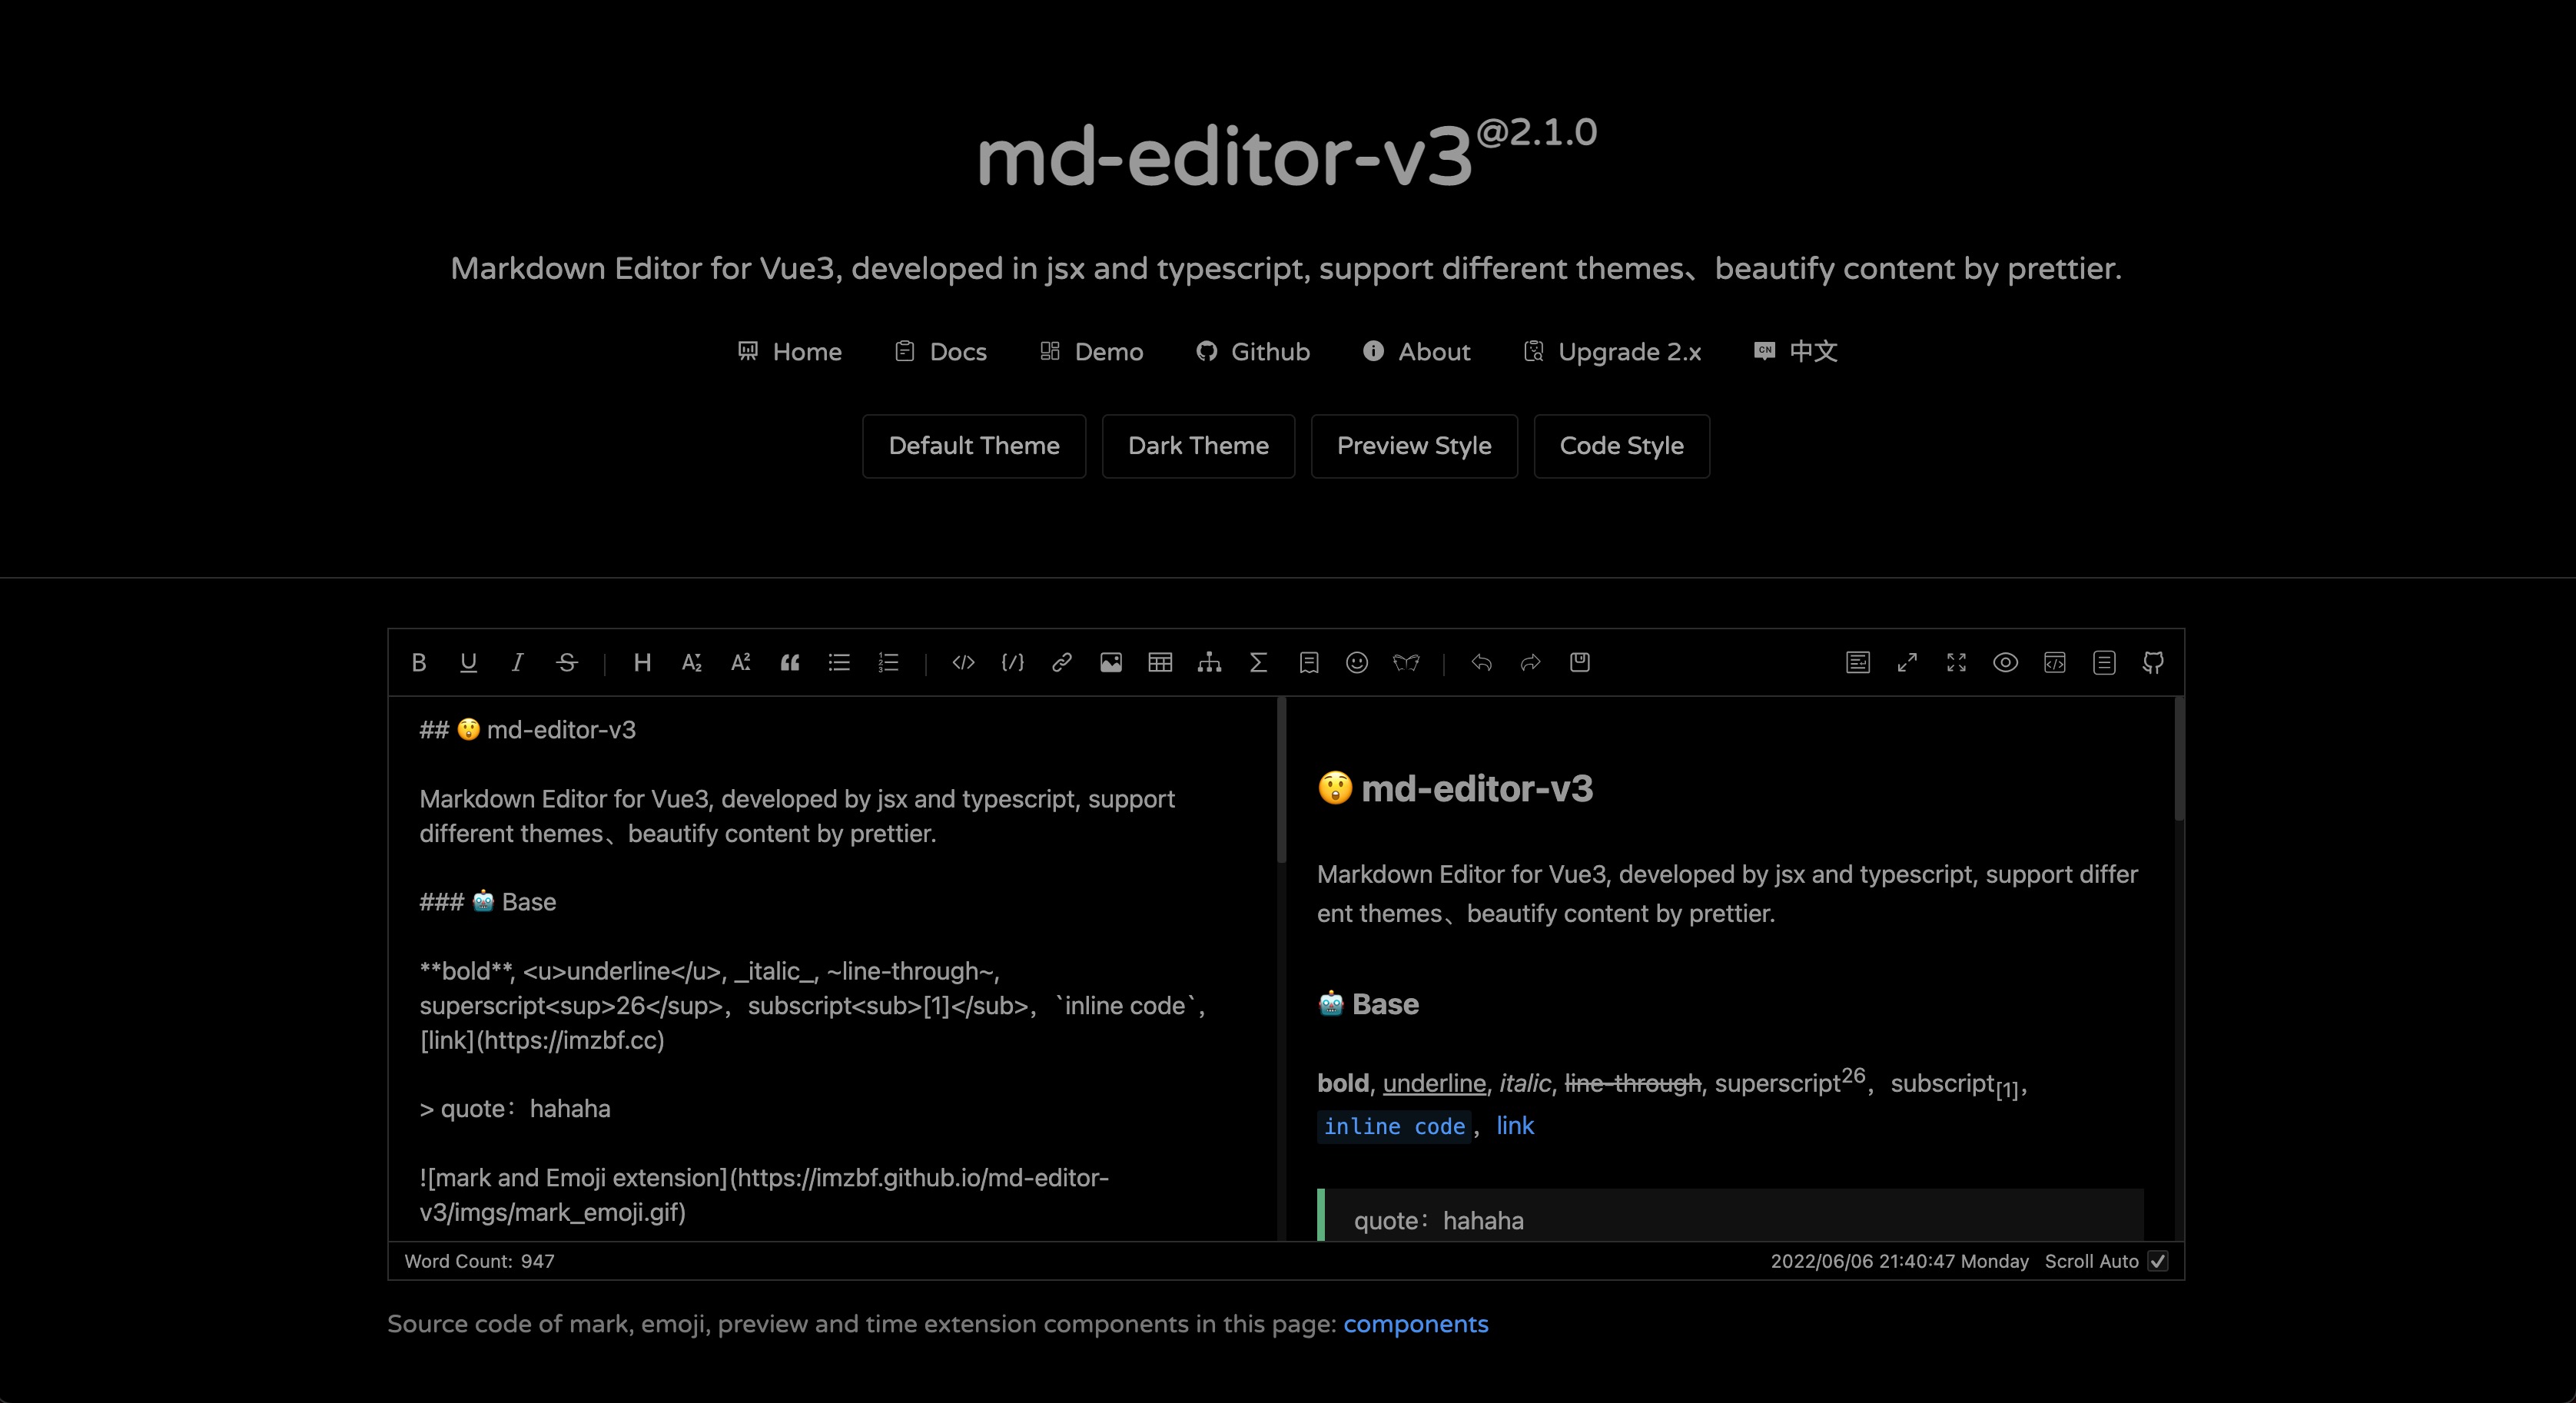 md-editor-v3@2.1.0
Markdown Editor for Vue3, developed in jsx and typescript, support different themes、beautify content by prettier.
Home Docs Demo Github About Upgrade 2.x CN 中文
Default Theme Dark Theme Preview Style Code Style
## 😲 md-editor-v3
Markdown Editor for Vue3, developed by jsx and typescript, support
different themes、beautify content by prettier.
### 🤖 Base
**bold**, <u>underline</u>, _italic_, ~line-through~,
superscript<sup>26</sup>，subscript<sub>[1]</sub>，`inline code`,
[link](https://imzbf.cc)
> quote：hahaha
![mark and Emoji extension](https://imzbf.github.io/md-editor-
v3/imgs/mark_emoji.gif)
😲 md-editor-v3
Markdown Editor for Vue3, developed by jsx and typescript, support differ
ent themes、beautify content by prettier.
🤖 Base
bold, underline, italic, line-through, superscript26，subscript[1]，
inline code，link
quote：hahaha
Word Count: 947
2022/06/06 21:40:47 Monday Scroll Auto
Source code of mark, emoji, preview and time extension components in this page: components